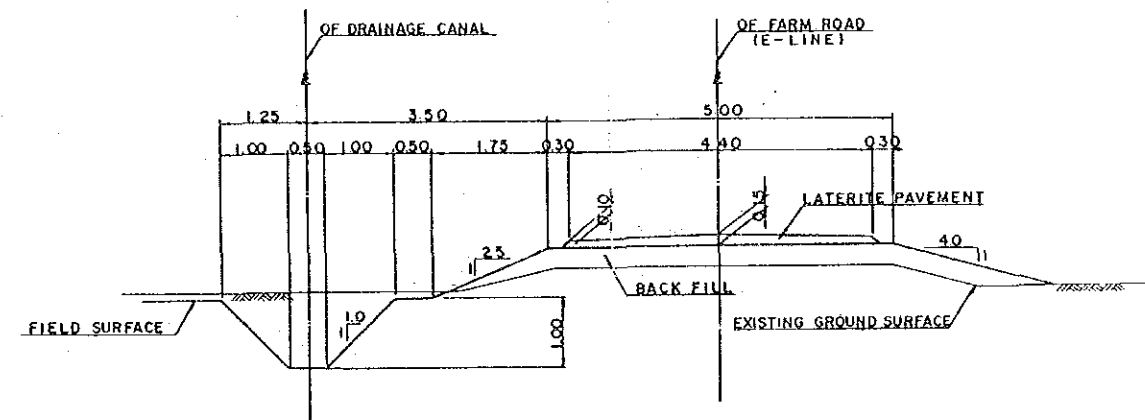 OF DRAINAGE CANAL
OF FARM ROAD
(E-LINE)
1.25
3.50
5.00
1.00
0.50
1.00
0.50
1.75
0.30
4.40
0.30
0.10
0.15
LATERITE PAVEMENT
2.5
1
4.0
1
BACK FILL
FIELD SURFACE
1.0
1
1.00
EXISTING GROUND SURFACE